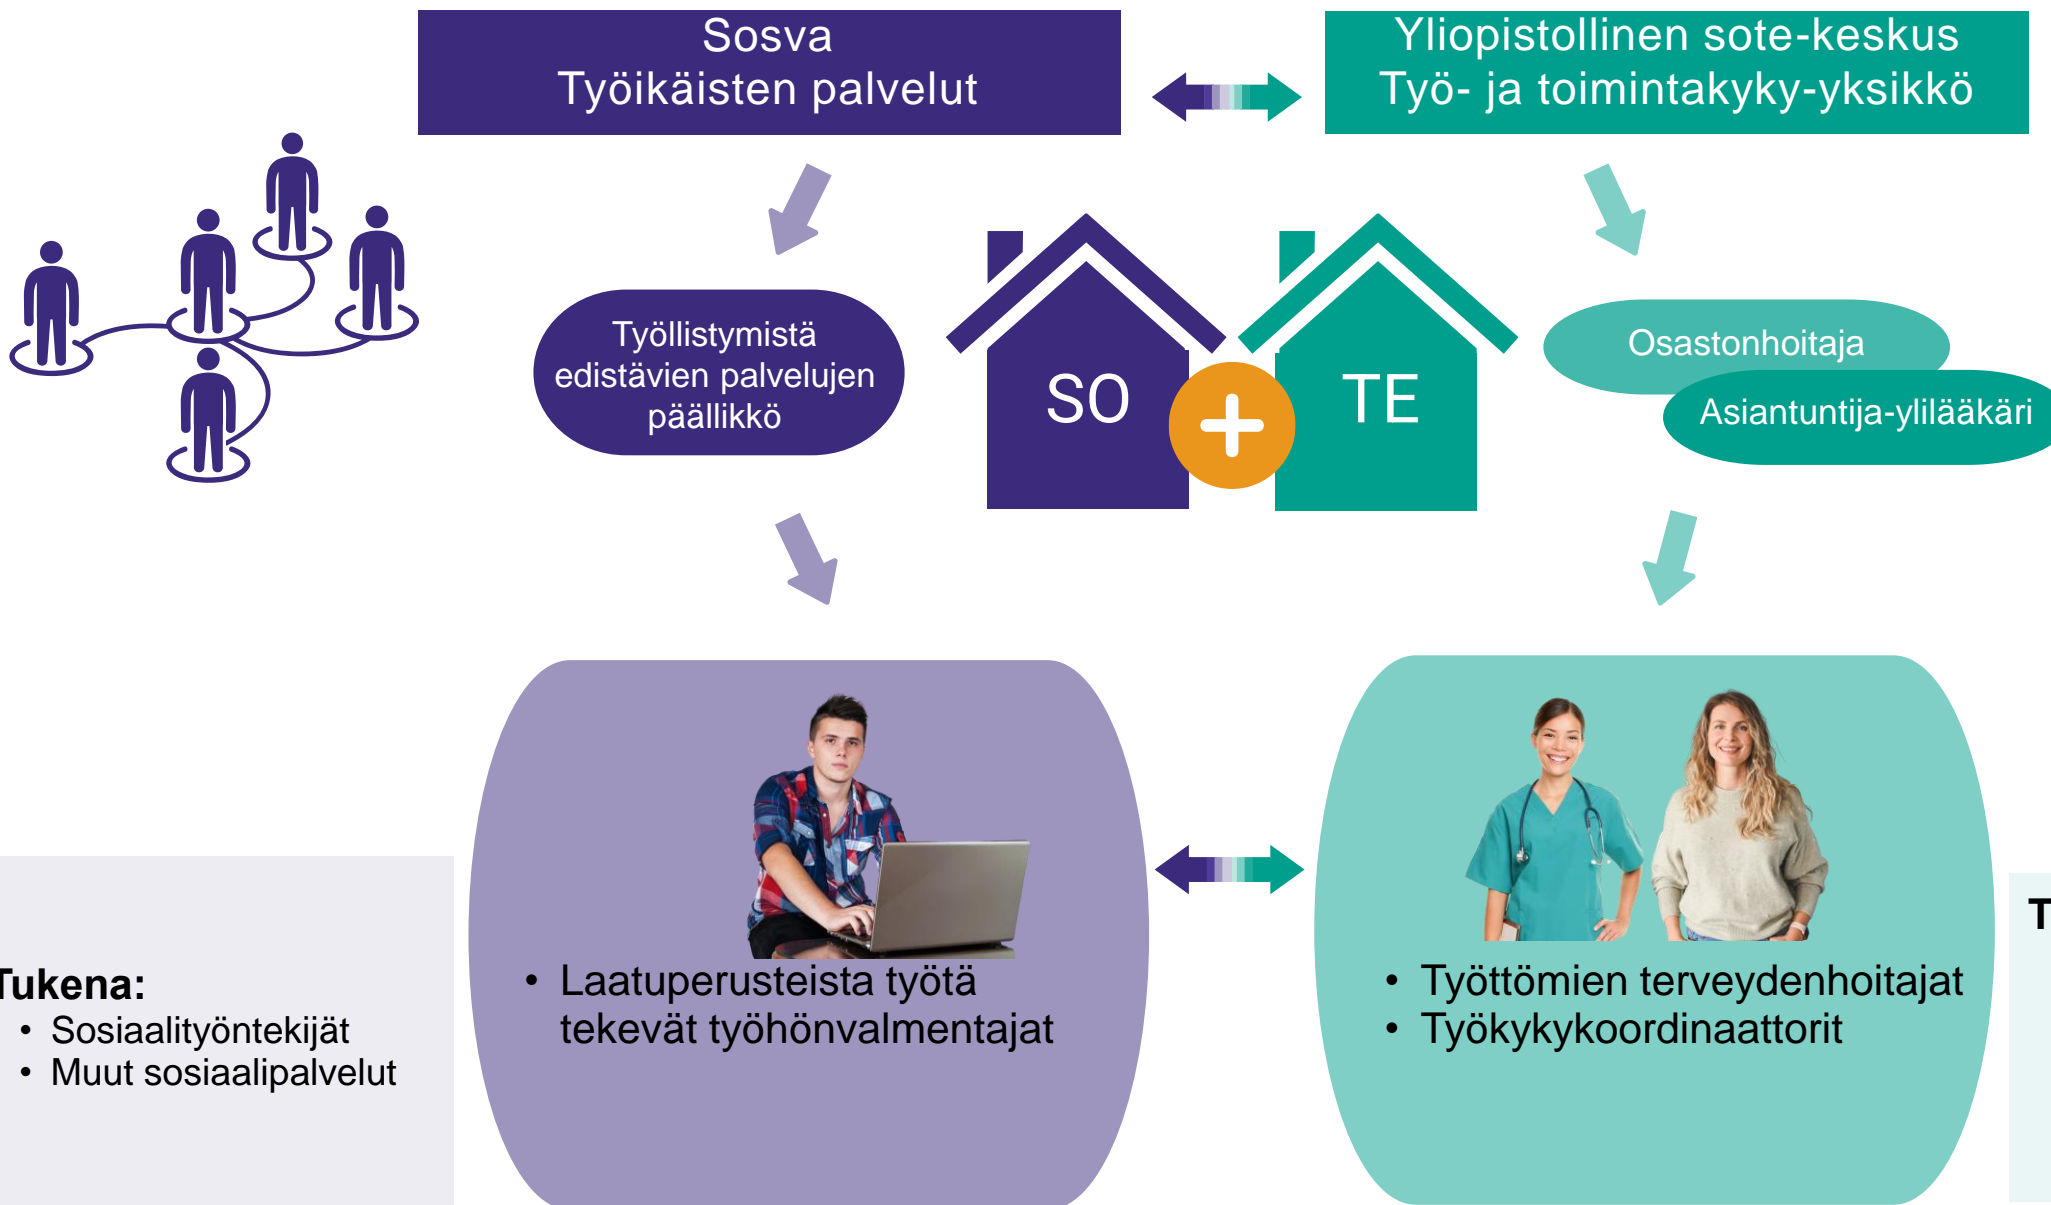 Sosva
Työikäisten palvelut
Yliopistollinen sote-keskus
Työ- ja toimintakyky-yksikkö
Työllistymistä
edistävien palvelujen
päällikkö
SO
+
TE
Osastonhoitaja
Asiantuntija-ylilääkäri
Tukena:
• Sosiaalityöntekijät
• Muut sosiaalipalvelut
• Laatuperusteista työtä
tekevät työhönvalmentajat
• Työttömien terveydenhoitajat
• Työkykykoordinaattorit